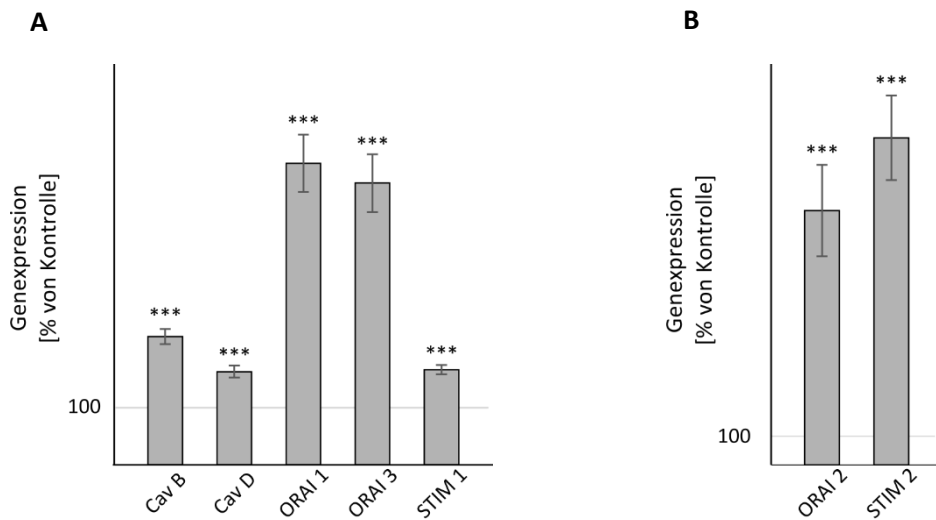 A
Genexpression
[% von Kontrolle]
***
***
***
***
***
100
Cav B
Cav D
ORAI 1
ORAI 3
STIM 1
B
Genexpression
[% von Kontrolle]
***
***
100
ORAI 2
STIM 2